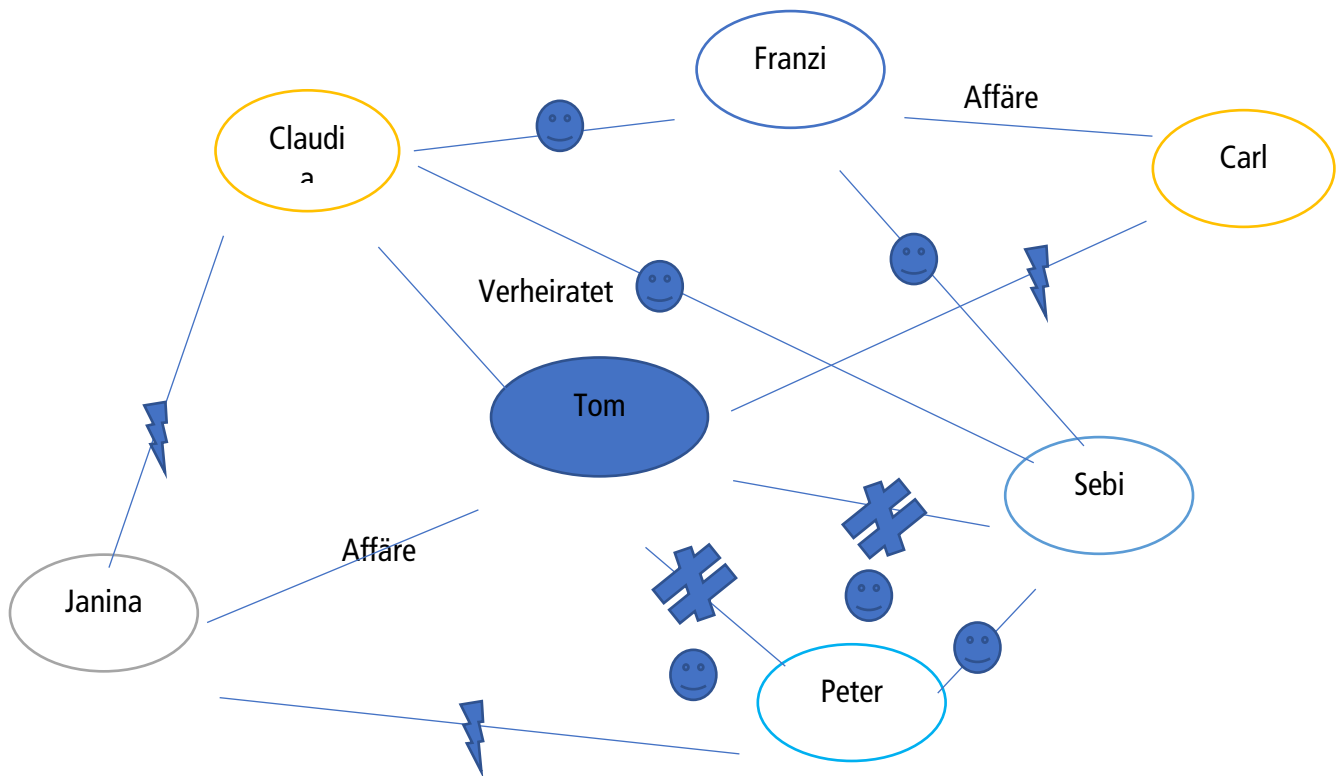 Franzi
Affäre
Claudi
a
Carl
Verheiratet
Tom
Sebi
Affäre
Janina
Peter